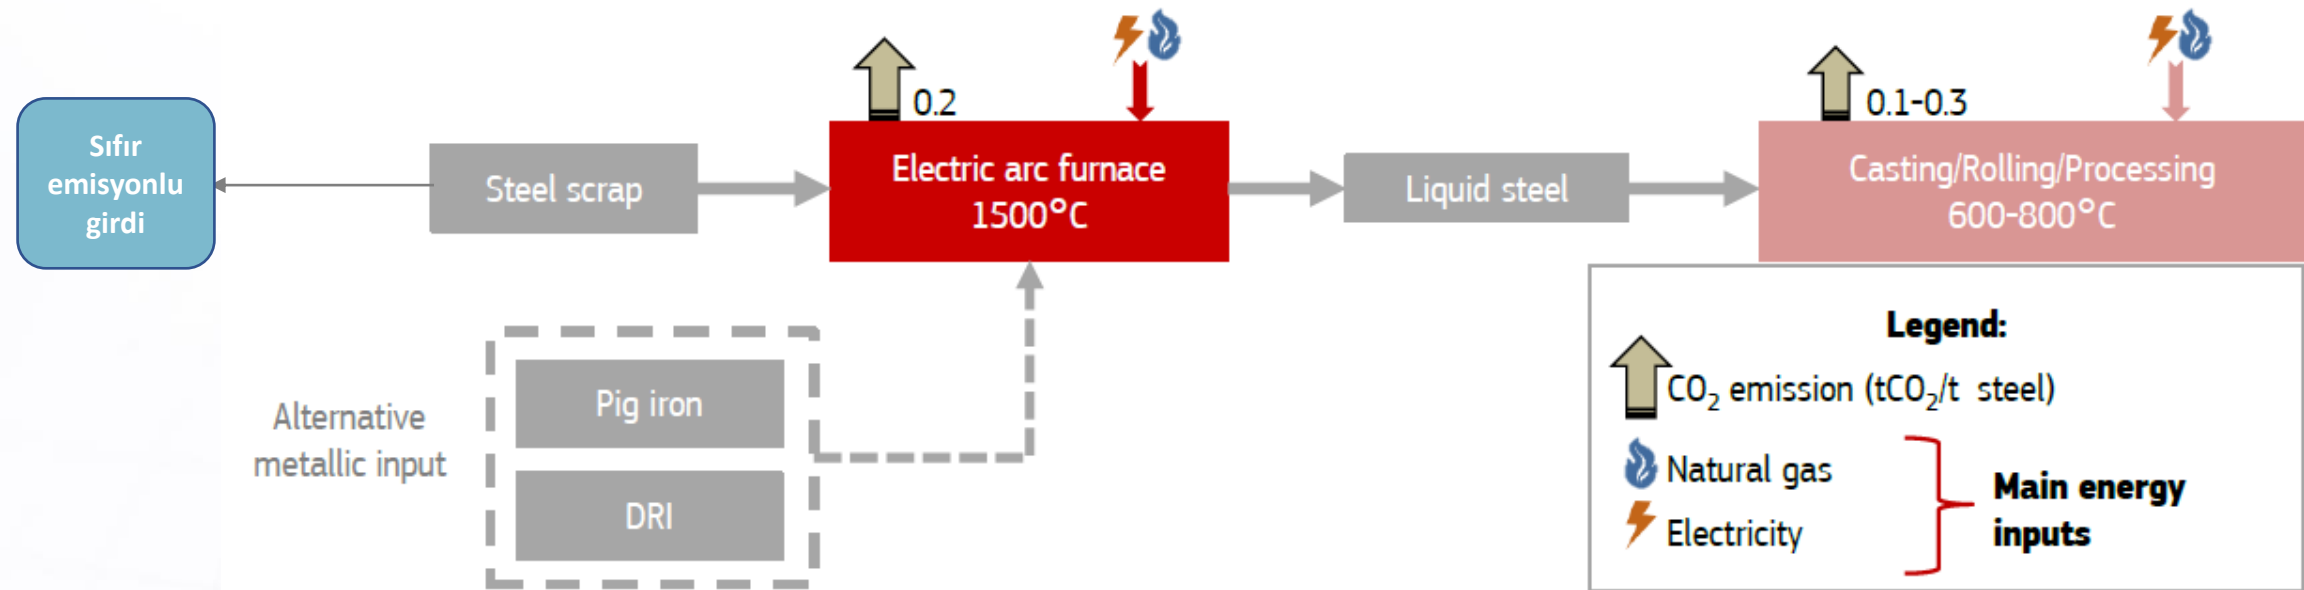 Sıfır
emisyonlu
girdi
Steel scrap
0.2
Electric arc furnace
1500°C
Liquid steel
0.1-0.3
Casting/Rolling/Processing
600-800°C
Alternative
metallic input
Pig iron
DRI
Legend:
CO₂ emission (tCO₂/t steel)
Natural gas
Electricity
Main energy
inputs